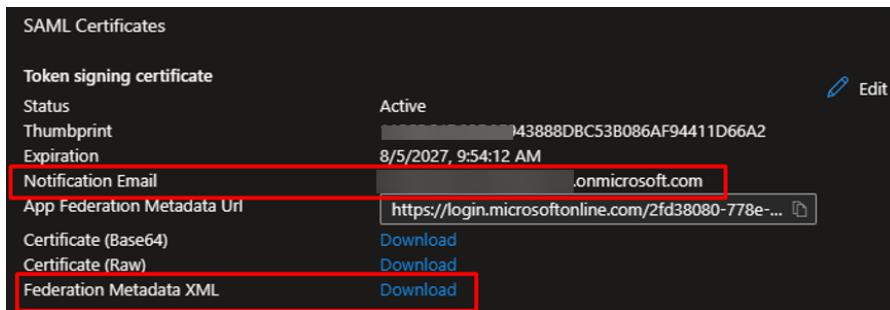 SAML Certificates
Token signing certificate
Edit
Status Active
Thumbprint 943888DBC53B086AF94411D66A2
Expiration 8/5/2027, 9:54:12 AM
Notification Email .onmicrosoft.com
App Federation Metadata Url https://login.microsoftonline.com/2fd38080-778e-...
Certificate (Base64) Download
Certificate (Raw) Download
Federation Metadata XML Download